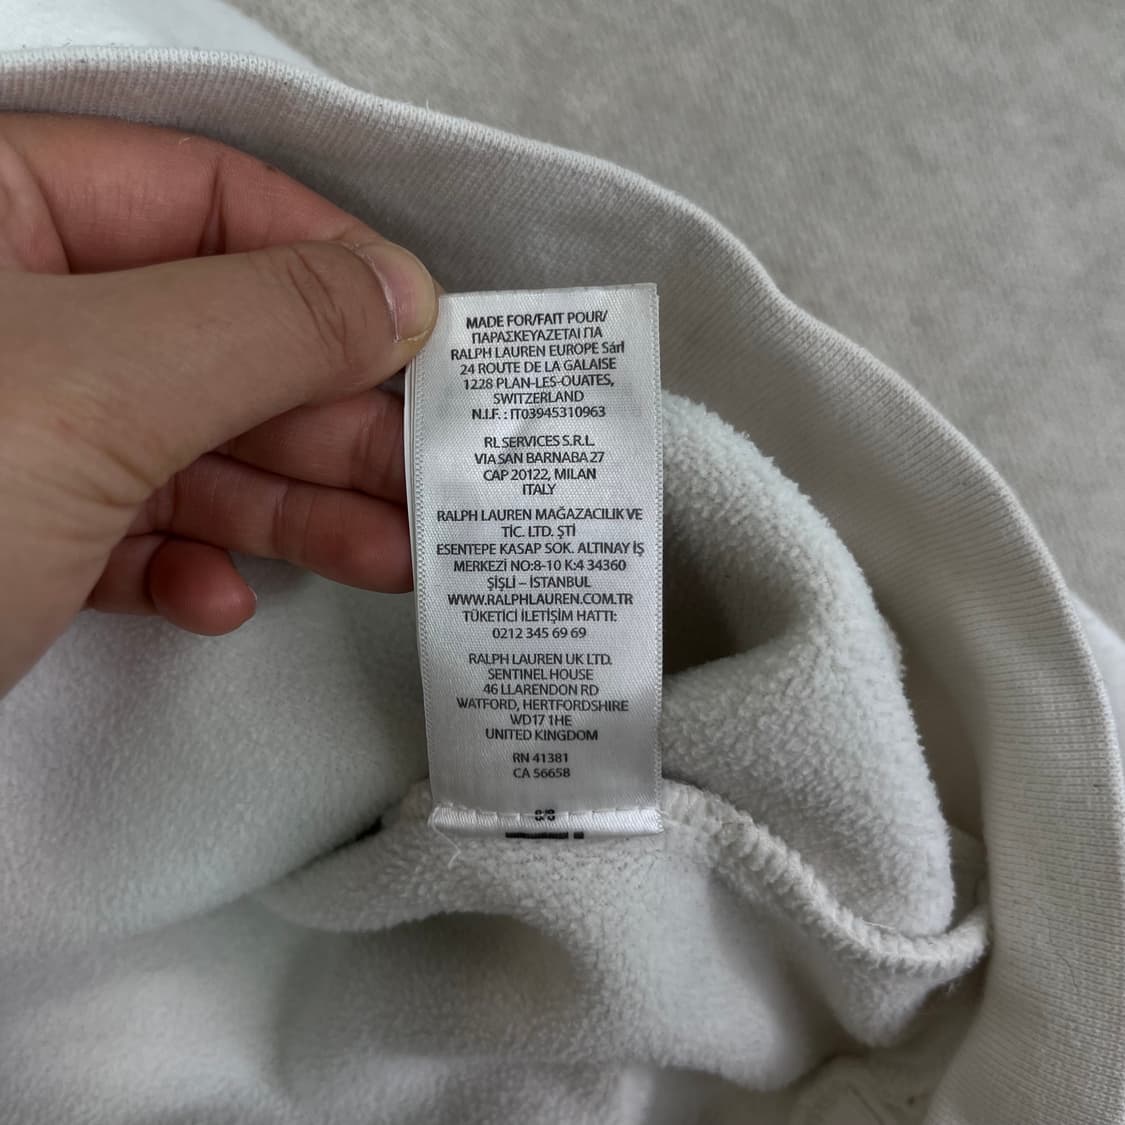 MADE FOR/FAIT POUR/
ΠΑΡΑΣΚΕΥΑΖΕΤΑΙ ΓΙΑ
RALPH LAUREN EUROPE Sárl
24 ROUTE DE LA GALAISE
1228 PLAN-LES-OUATES,
SWITZERLAND
N.I.F. : IT03945310963
RL SERVICES S.R.L.
VIA SAN BARNABA 27
CAP 20122, MILAN
ITALY
RALPH LAUREN MAĞAZACILIK VE
TİC. LTD. ŞTİ
ESENTEPE KASAP SOK. ALTINAY İŞ
MERKEZİ NO:8-10 K:4 34360
ŞİŞLİ – İSTANBUL
WWW.RALPHLAUREN.COM.TR
TÜKETİCİ İLETİŞİM HATTI:
0212 345 69 69
RALPH LAUREN UK LTD.
SENTINEL HOUSE
46 LLARENDON RD
WATFORD, HERTFORDSHIRE
WD17 1HE
UNITED KINGDOM
RN 41381
CA 56658